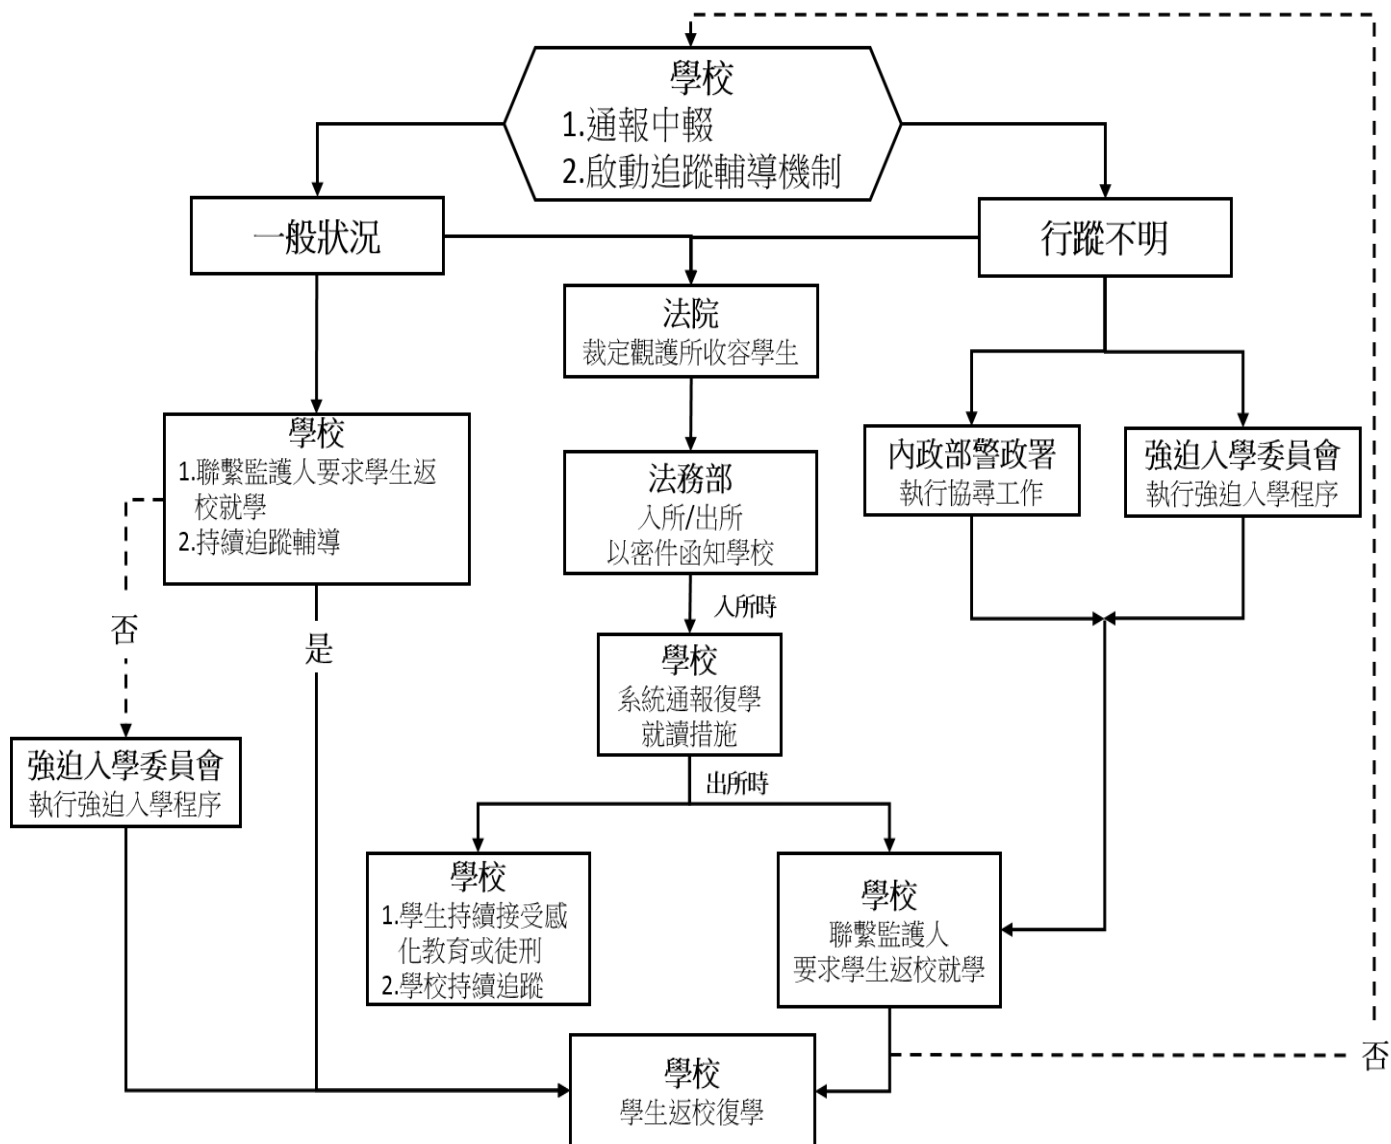 學校
1.通報中輟
2.啟動追蹤輔導機制
一般狀況
行蹤不明
法院
裁定觀護所收容學生
學校
1.聯繫監護人要求學生返
校就學
2.持續追蹤輔導
法務部
入所/出所
以密件函知學校
內政部警政署
執行協尋工作
強迫入學委員會
執行強迫入學程序
否
是
入所時
學校
系統通報復學
就讀措施
強迫入學委員會
執行強迫入學程序
出所時
學校
1.學生持續接受感
化教育或徒刑
2.學校持續追蹤
學校
聯繫監護人
要求學生返校就學
否
學校
學生返校復學